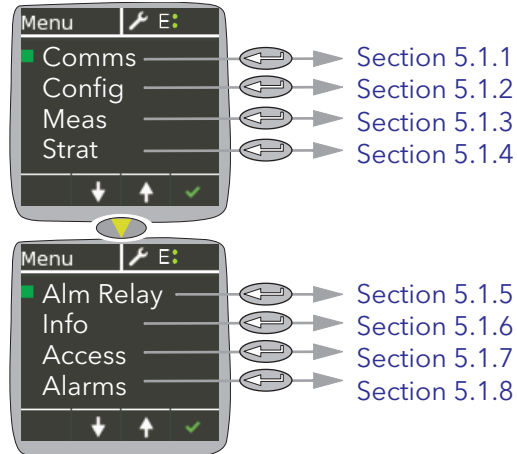 Menu E:
Comms Section 5.1.1
Config Section 5.1.2
Meas Section 5.1.3
Strat Section 5.1.4
Menu E:
Alm Relay Section 5.1.5
Info Section 5.1.6
Access Section 5.1.7
Alarms Section 5.1.8